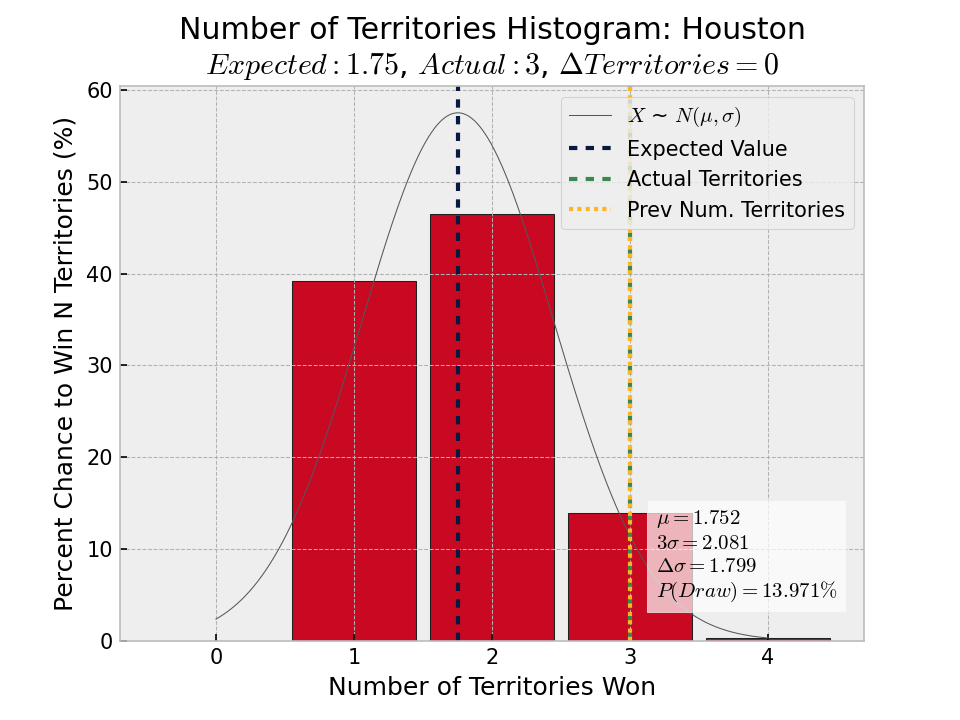 Number of Territories Histogram: Houston
Expected : 1.75, Actual : 3, ΔTerritories = 0
Percent Chance to Win N Territories (%)
60
50
40
30
20
10
0
X ~ N(μ, σ)
Expected Value
Actual Territories
Prev Num. Territories
μ = 1.752
3σ = 2.081
Δσ = 1.799
P(Draw) = 13.971%
0 1 2 3 4
Number of Territories Won